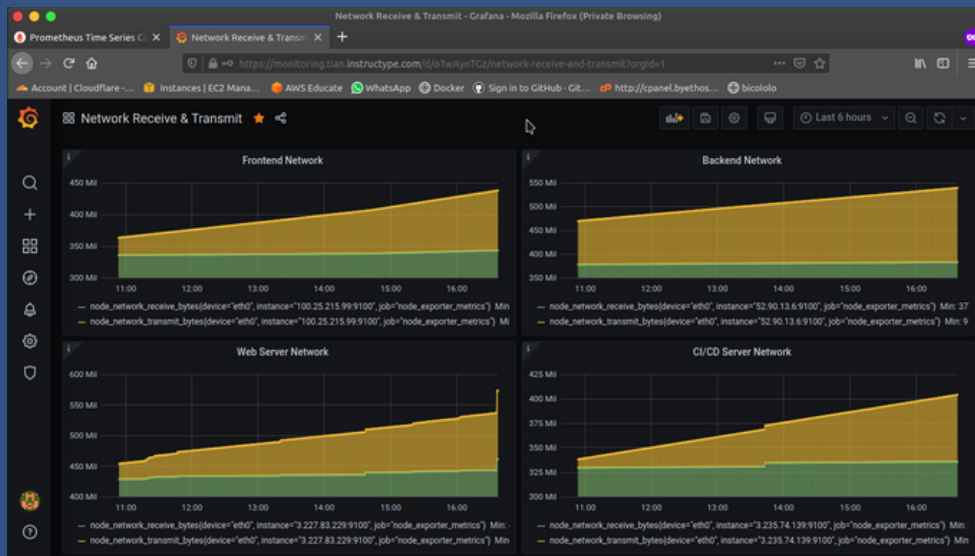 Network Receive & Transmit - Grafana - Mozilla Firefox (Private Browsing)
Prometheus Time Series C
Network Receive & Transm
https://monitoring.tian.instructype.com/d/oTwAynTGz/network-receive-and-transmit?orgId=1
Account | Cloudflare -... Instances | EC2 Mana... AWS Educate WhatsApp Docker Sign in to GitHub · Git... http://cpanel.byethos... bicololo
Network Receive & Transmit
Last 6 hours
Frontend Network
450 Mil
400 Mil
350 Mil
300 Mil
11:00 12:00 13:00 14:00 15:00 16:00
node_network_receive_bytes{device="eth0", instance="100.25.215.99:9100", job="node_exporter_metrics"} Min
node_network_transmit_bytes{device="eth0", instance="100.25.215.99:9100", job="node_exporter_metrics"} Mi
Backend Network
550 Mil
500 Mil
450 Mil
400 Mil
350 Mil
11:00 12:00 13:00 14:00 15:00 16:00
node_network_receive_bytes{device="eth0", instance="52.90.13.6:9100", job="node_exporter_metrics"} Min: 37
node_network_transmit_bytes{device="eth0", instance="52.90.13.6:9100", job="node_exporter_metrics"} Min: 9
Web Server Network
600 Mil
550 Mil
500 Mil
450 Mil
400 Mil
11:00 12:00 13:00 14:00 15:00 16:00
node_network_receive_bytes{device="eth0", instance="3.227.83.229:9100", job="node_exporter_metrics"} Min:
node_network_transmit_bytes{device="eth0", instance="3.227.83.229:9100", job="node_exporter_metrics"} Min:
CI/CD Server Network
425 Mil
400 Mil
375 Mil
350 Mil
325 Mil
300 Mil
11:00 12:00 13:00 14:00 15:00 16:00
node_network_receive_bytes{device="eth0", instance="3.235.74.139:9100", job="node_exporter_metrics"} Min:
node_network_transmit_bytes{device="eth0", instance="3.235.74.139:9100", job="node_exporter_metrics"} Min